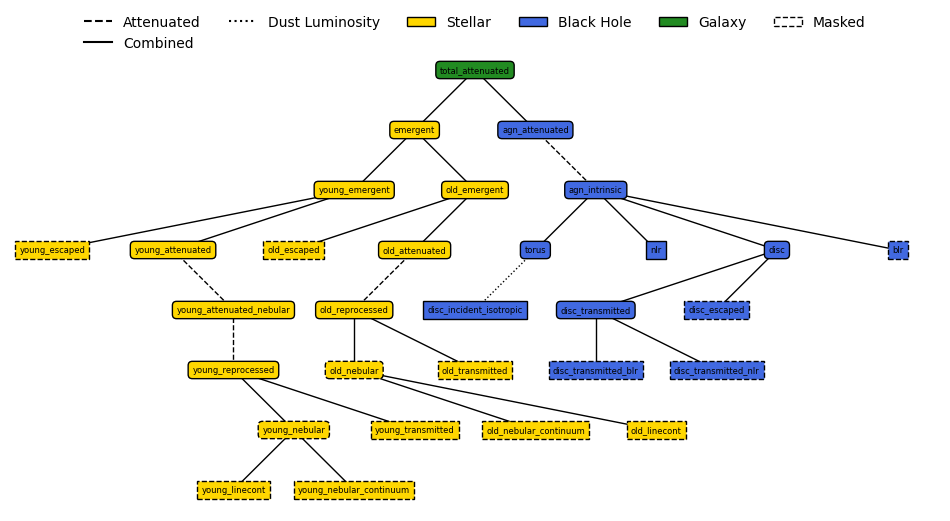 Attenuated
Dust Luminosity
Stellar
Black Hole
Galaxy
Masked
Combined
total_attenuated
emergent
agn_attenuated
young_emergent
old_emergent
agn_intrinsic
young_escaped
young_attenuated
old_escaped
old_attenuated
torus
nlr
disc
blr
young_attenuated_nebular
old_reprocessed
disc_incident_isotropic
disc_transmitted
disc_escaped
young_reprocessed
old_nebular
old_transmitted
disc_transmitted_blr
disc_transmitted_nlr
young_nebular
young_transmitted
old_nebular_continuum
old_linecont
young_linecont
young_nebular_continuum